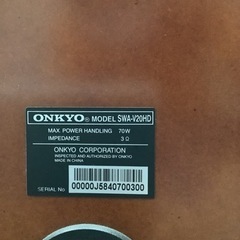 ONKYO® MODEL SWA-V20HD
MAX POWER HANDLING 70W
IMPEDANCE 3 Ω
ONKYO CORPORATION
INSPECTED AND AUTHORIZED BY ONKYO
MADE IN CHINA
SERIAL No 00000J5840700300